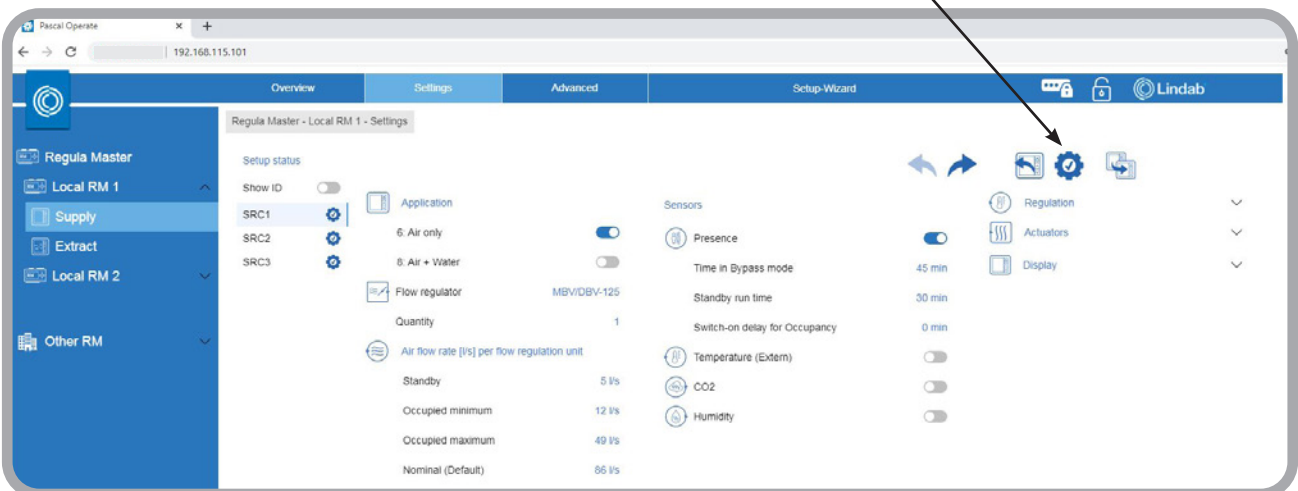 Pascal Operate
192.168.115.101
Overview
Settings
Advanced
Setup-Wizard
Lindab
Regula Master - Local RM 1 - Settings
Regula Master
Local RM 1
Supply
Extract
Local RM 2
Other RM
Setup status
Show ID
SRC1
SRC2
SRC3
Application
6: Air only
8: Air + Water
Flow regulator MBV/DBV-125
Quantity 1
Air flow rate [l/s] per flow regulation unit
Standby 5 l/s
Occupied minimum 12 l/s
Occupied maximum 49 l/s
Nominal (Default) 86 l/s
Sensors
Presence
Time in Bypass mode 45 min
Standby run time 30 min
Switch-on delay for Occupancy 0 min
Temperature (Extern)
CO2
Humidity
Regulation
Actuators
Display